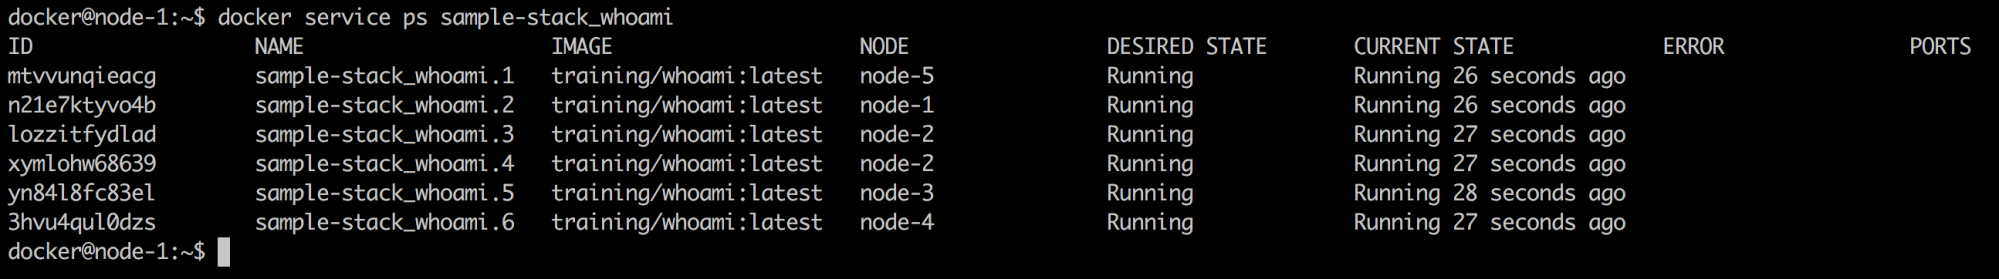 docker@node-1:~$ docker service ps sample-stack_whoami
ID NAME IMAGE NODE DESIRED STATE CURRENT STATE ERROR PORTS
mtvvunqieacg sample-stack_whoami.1 training/whoami:latest node-5 Running Running 26 seconds ago
n21e7ktyvo4b sample-stack_whoami.2 training/whoami:latest node-1 Running Running 26 seconds ago
lozzitfydlad sample-stack_whoami.3 training/whoami:latest node-2 Running Running 27 seconds ago
xymlohw68639 sample-stack_whoami.4 training/whoami:latest node-2 Running Running 27 seconds ago
yn84l8fc83el sample-stack_whoami.5 training/whoami:latest node-3 Running Running 28 seconds ago
3hvu4qul0dzs sample-stack_whoami.6 training/whoami:latest node-4 Running Running 27 seconds ago
docker@node-1:~$